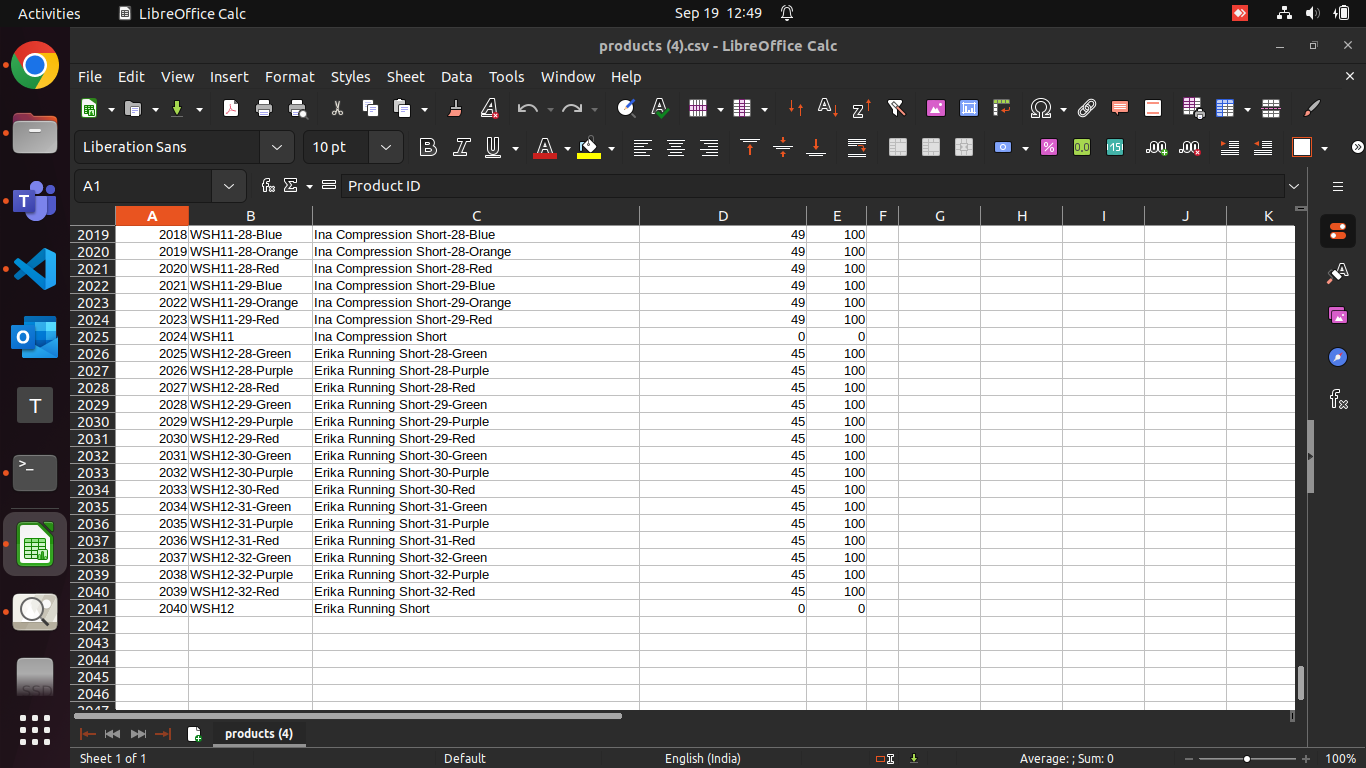 Activities LibreOffice Calc Sep 19 12:49
products (4).csv - LibreOffice Calc
File Edit View Insert Format Styles Sheet Data Tools Window Help
Liberation Sans 10 pt
A1 Product ID
A B C D E F G H I J K
2019 2018 WSH11-28-Blue Ina Compression Short-28-Blue 49 100
2020 2019 WSH11-28-Orange Ina Compression Short-28-Orange 49 100
2021 2020 WSH11-28-Red Ina Compression Short-28-Red 49 100
2022 2021 WSH11-29-Blue Ina Compression Short-29-Blue 49 100
2023 2022 WSH11-29-Orange Ina Compression Short-29-Orange 49 100
2024 2023 WSH11-29-Red Ina Compression Short-29-Red 49 100
2025 2024 WSH11 Ina Compression Short 0 0
2026 2025 WSH12-28-Green Erika Running Short-28-Green 45 100
2027 2026 WSH12-28-Purple Erika Running Short-28-Purple 45 100
2028 2027 WSH12-28-Red Erika Running Short-28-Red 45 100
2029 2028 WSH12-29-Green Erika Running Short-29-Green 45 100
2030 2029 WSH12-29-Purple Erika Running Short-29-Purple 45 100
2031 2030 WSH12-29-Red Erika Running Short-29-Red 45 100
2032 2031 WSH12-30-Green Erika Running Short-30-Green 45 100
2033 2032 WSH12-30-Purple Erika Running Short-30-Purple 45 100
2034 2033 WSH12-30-Red Erika Running Short-30-Red 45 100
2035 2034 WSH12-31-Green Erika Running Short-31-Green 45 100
2036 2035 WSH12-31-Purple Erika Running Short-31-Purple 45 100
2037 2036 WSH12-31-Red Erika Running Short-31-Red 45 100
2038 2037 WSH12-32-Green Erika Running Short-32-Green 45 100
2039 2038 WSH12-32-Purple Erika Running Short-32-Purple 45 100
2040 2039 WSH12-32-Red Erika Running Short-32-Red 45 100
2041 2040 WSH12 Erika Running Short 0 0
2042
2043
2044
2045
2046
2047
products (4)
Sheet 1 of 1 Default English (India) Average: ; Sum: 0 100%